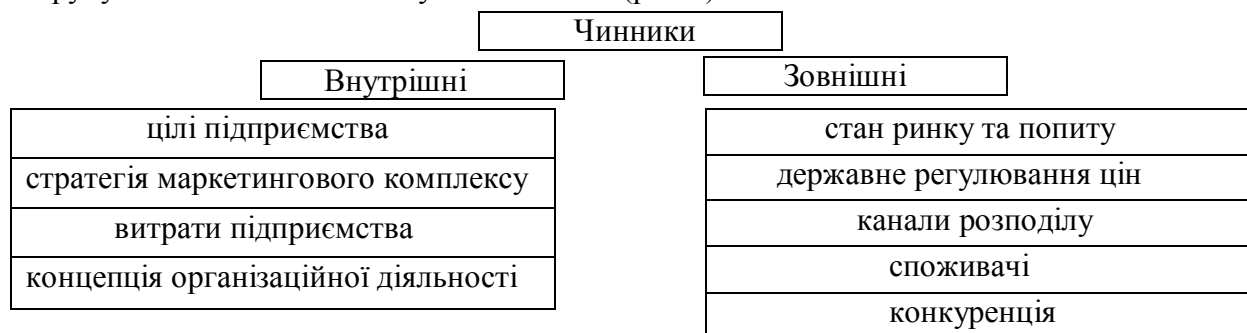 Чинники
Внутрішні
Зовнішні
цілі підприємства
стратегія маркетингового комплексу
витрати підприємства
концепція організаційної діяльності
стан ринку та попиту
державне регулювання цін
канали розподілу
споживачі
конкуренція